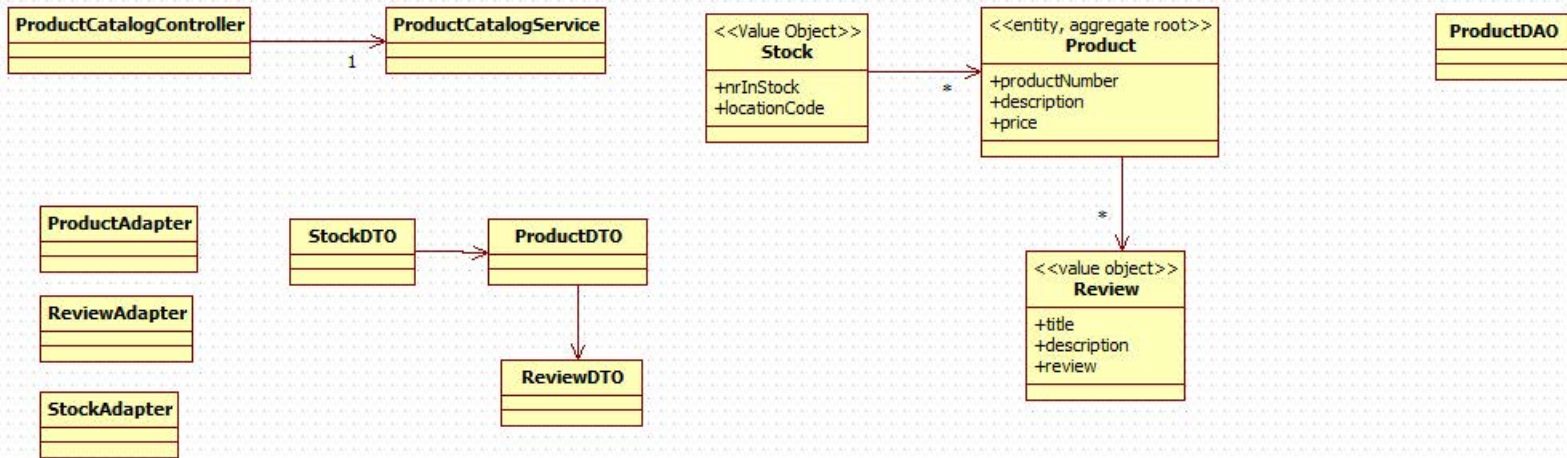 ProductCatalogController
1
ProductCatalogService
<<Value Object>>
Stock
+nrInStock
+locationCode
*
<<entity, aggregate root>>
Product
+productNumber
+description
+price
*
ProductDAO
ProductAdapter
StockDTO
ProductDTO
<<value object>>
Review
+title
+description
+review
ReviewAdapter
ReviewDTO
StockAdapter